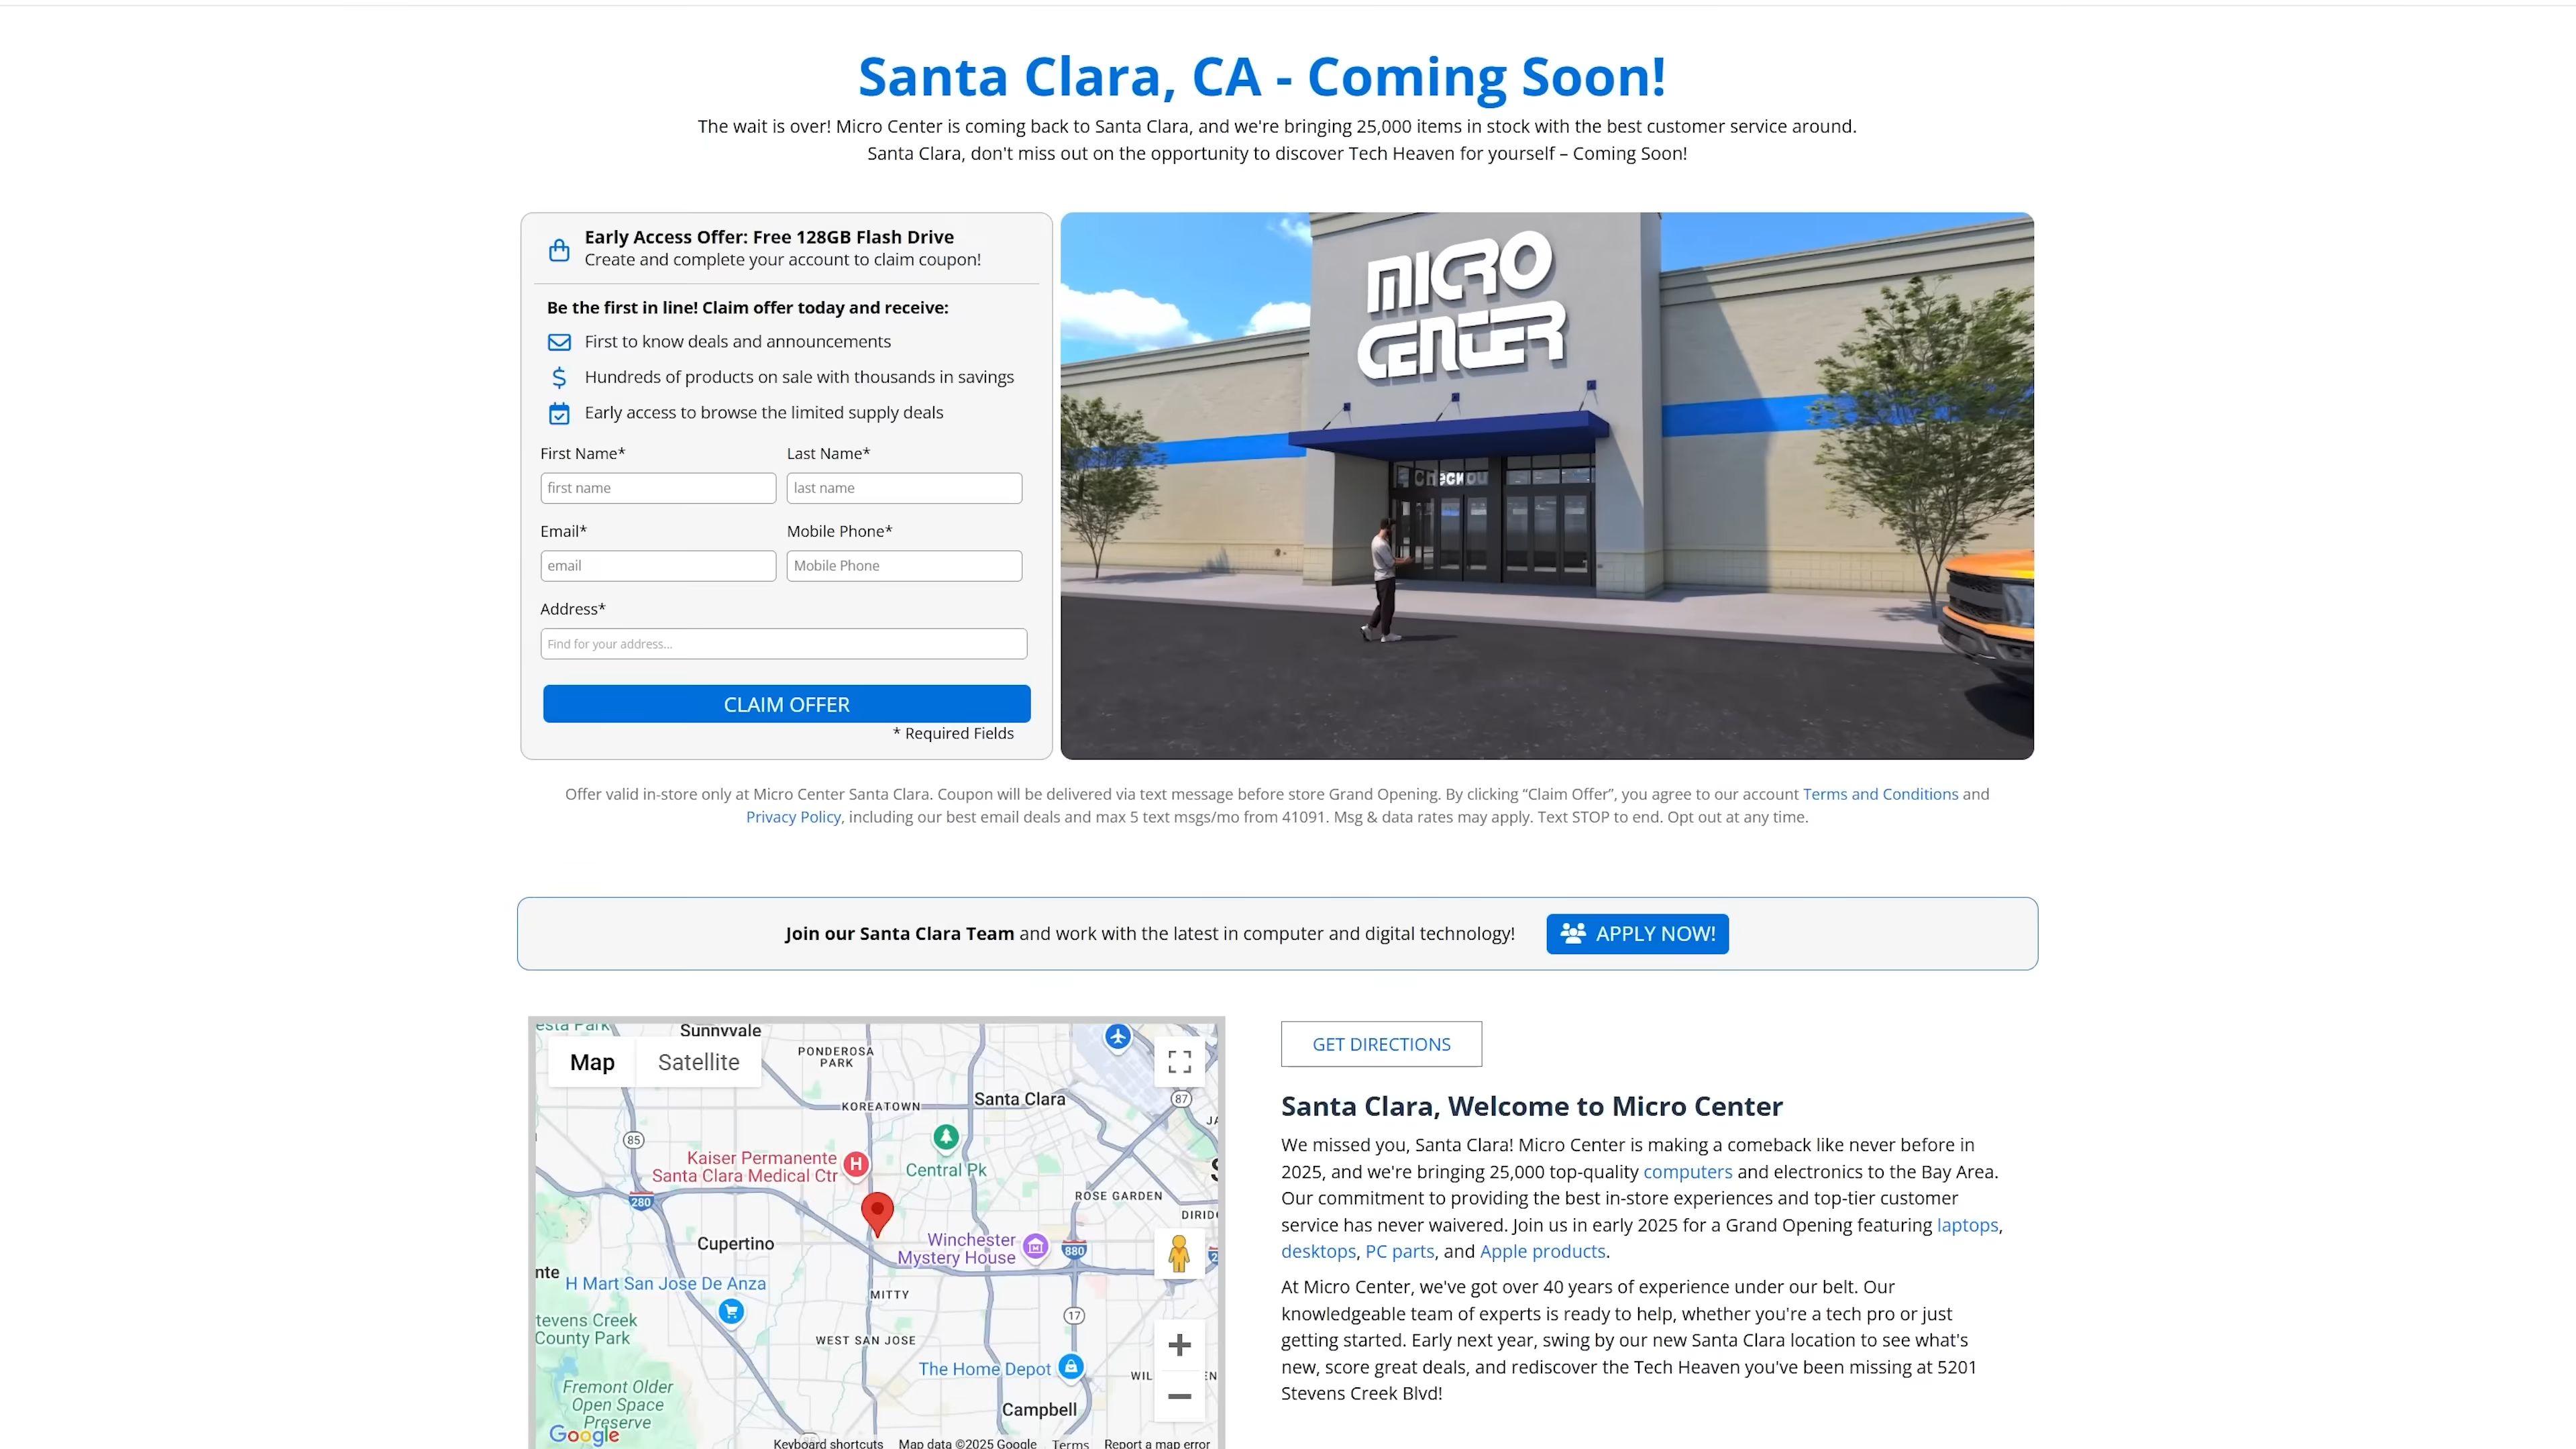 Santa Clara, CA - Coming Soon!
The wait is over! Micro Center is coming back to Santa Clara, and we're bringing 25,000 items in stock with the best customer service around.
Santa Clara, don't miss out on the opportunity to discover Tech Heaven for yourself – Coming Soon!
Early Access Offer: Free 128GB Flash Drive
Create and complete your account to claim coupon!
Be the first in line! Claim offer today and receive:
First to know deals and announcements
Hundreds of products on sale with thousands in savings
Early access to browse the limited supply deals
First Name*
Last Name*
first name
last name
Email*
Mobile Phone*
email
Mobile Phone
Address*
Find for your address...
CLAIM OFFER
* Required Fields
MICRO
CENTER
Checkou
Offer valid in-store only at Micro Center Santa Clara. Coupon will be delivered via text message before store Grand Opening. By clicking “Claim Offer”, you agree to our account Terms and Conditions and
Privacy Policy, including our best email deals and max 5 text msgs/mo from 41091. Msg & data rates may apply. Text STOP to end. Opt out at any time.
Join our Santa Clara Team and work with the latest in computer and digital technology!
APPLY NOW!
esta Park
Sunnyvale
Map
Satellite
PONDEROSA
PARK
KOREATOWN
Santa Clara
87
JA
85
Kaiser Permanente
Santa Clara Medical Ctr
H
Central Pk
280
ROSE GARDEN
S
DIRID
Cupertino
Winchester
Mystery House
880
2
nte
H Mart San Jose De Anza
MITTY
tevens Creek
County Park
17
WEST SAN JOSE
The Home Depot
WIL
EN
Fremont Older
Open Space
Preserve
Campbell
Google
85
Keyboard shortcuts
Map data ©2025 Google
Terms
Report a map error
GET DIRECTIONS
Santa Clara, Welcome to Micro Center
We missed you, Santa Clara! Micro Center is making a comeback like never before in
2025, and we're bringing 25,000 top-quality computers and electronics to the Bay Area.
Our commitment to providing the best in-store experiences and top-tier customer
service has never waivered. Join us in early 2025 for a Grand Opening featuring laptops,
desktops, PC parts, and Apple products.
At Micro Center, we've got over 40 years of experience under our belt. Our
knowledgeable team of experts is ready to help, whether you're a tech pro or just
getting started. Early next year, swing by our new Santa Clara location to see what's
new, score great deals, and rediscover the Tech Heaven you've been missing at 5201
Stevens Creek Blvd!